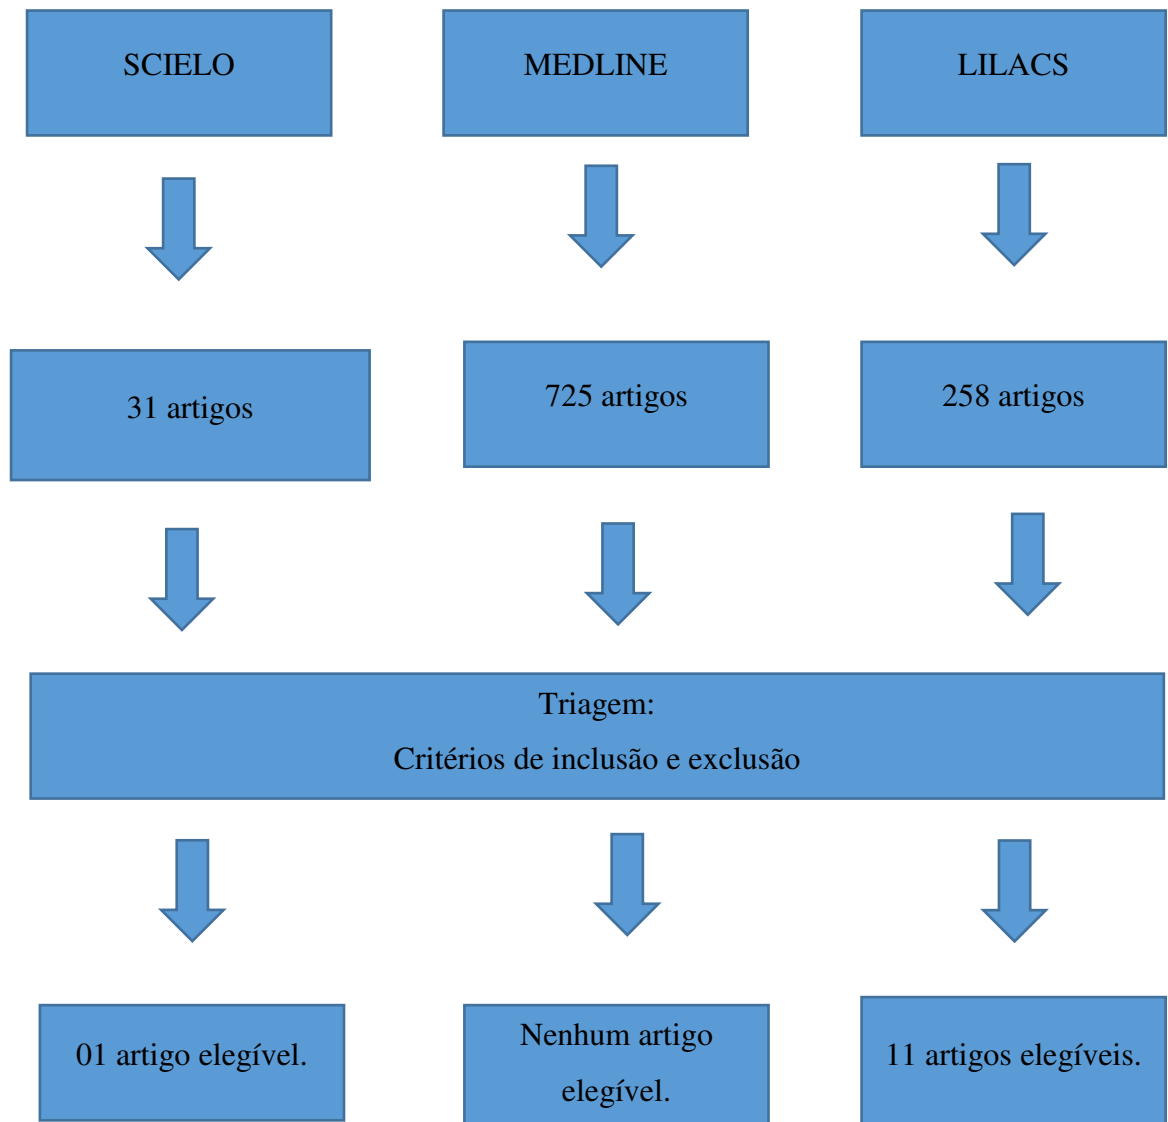 SCIELO
MEDLINE
LILACS
31 artigos
725 artigos
258 artigos
Triagem:
Critérios de inclusão e exclusão
01 artigo elegível.
Nenhum artigo
elegível.
11 artigos elegíveis.